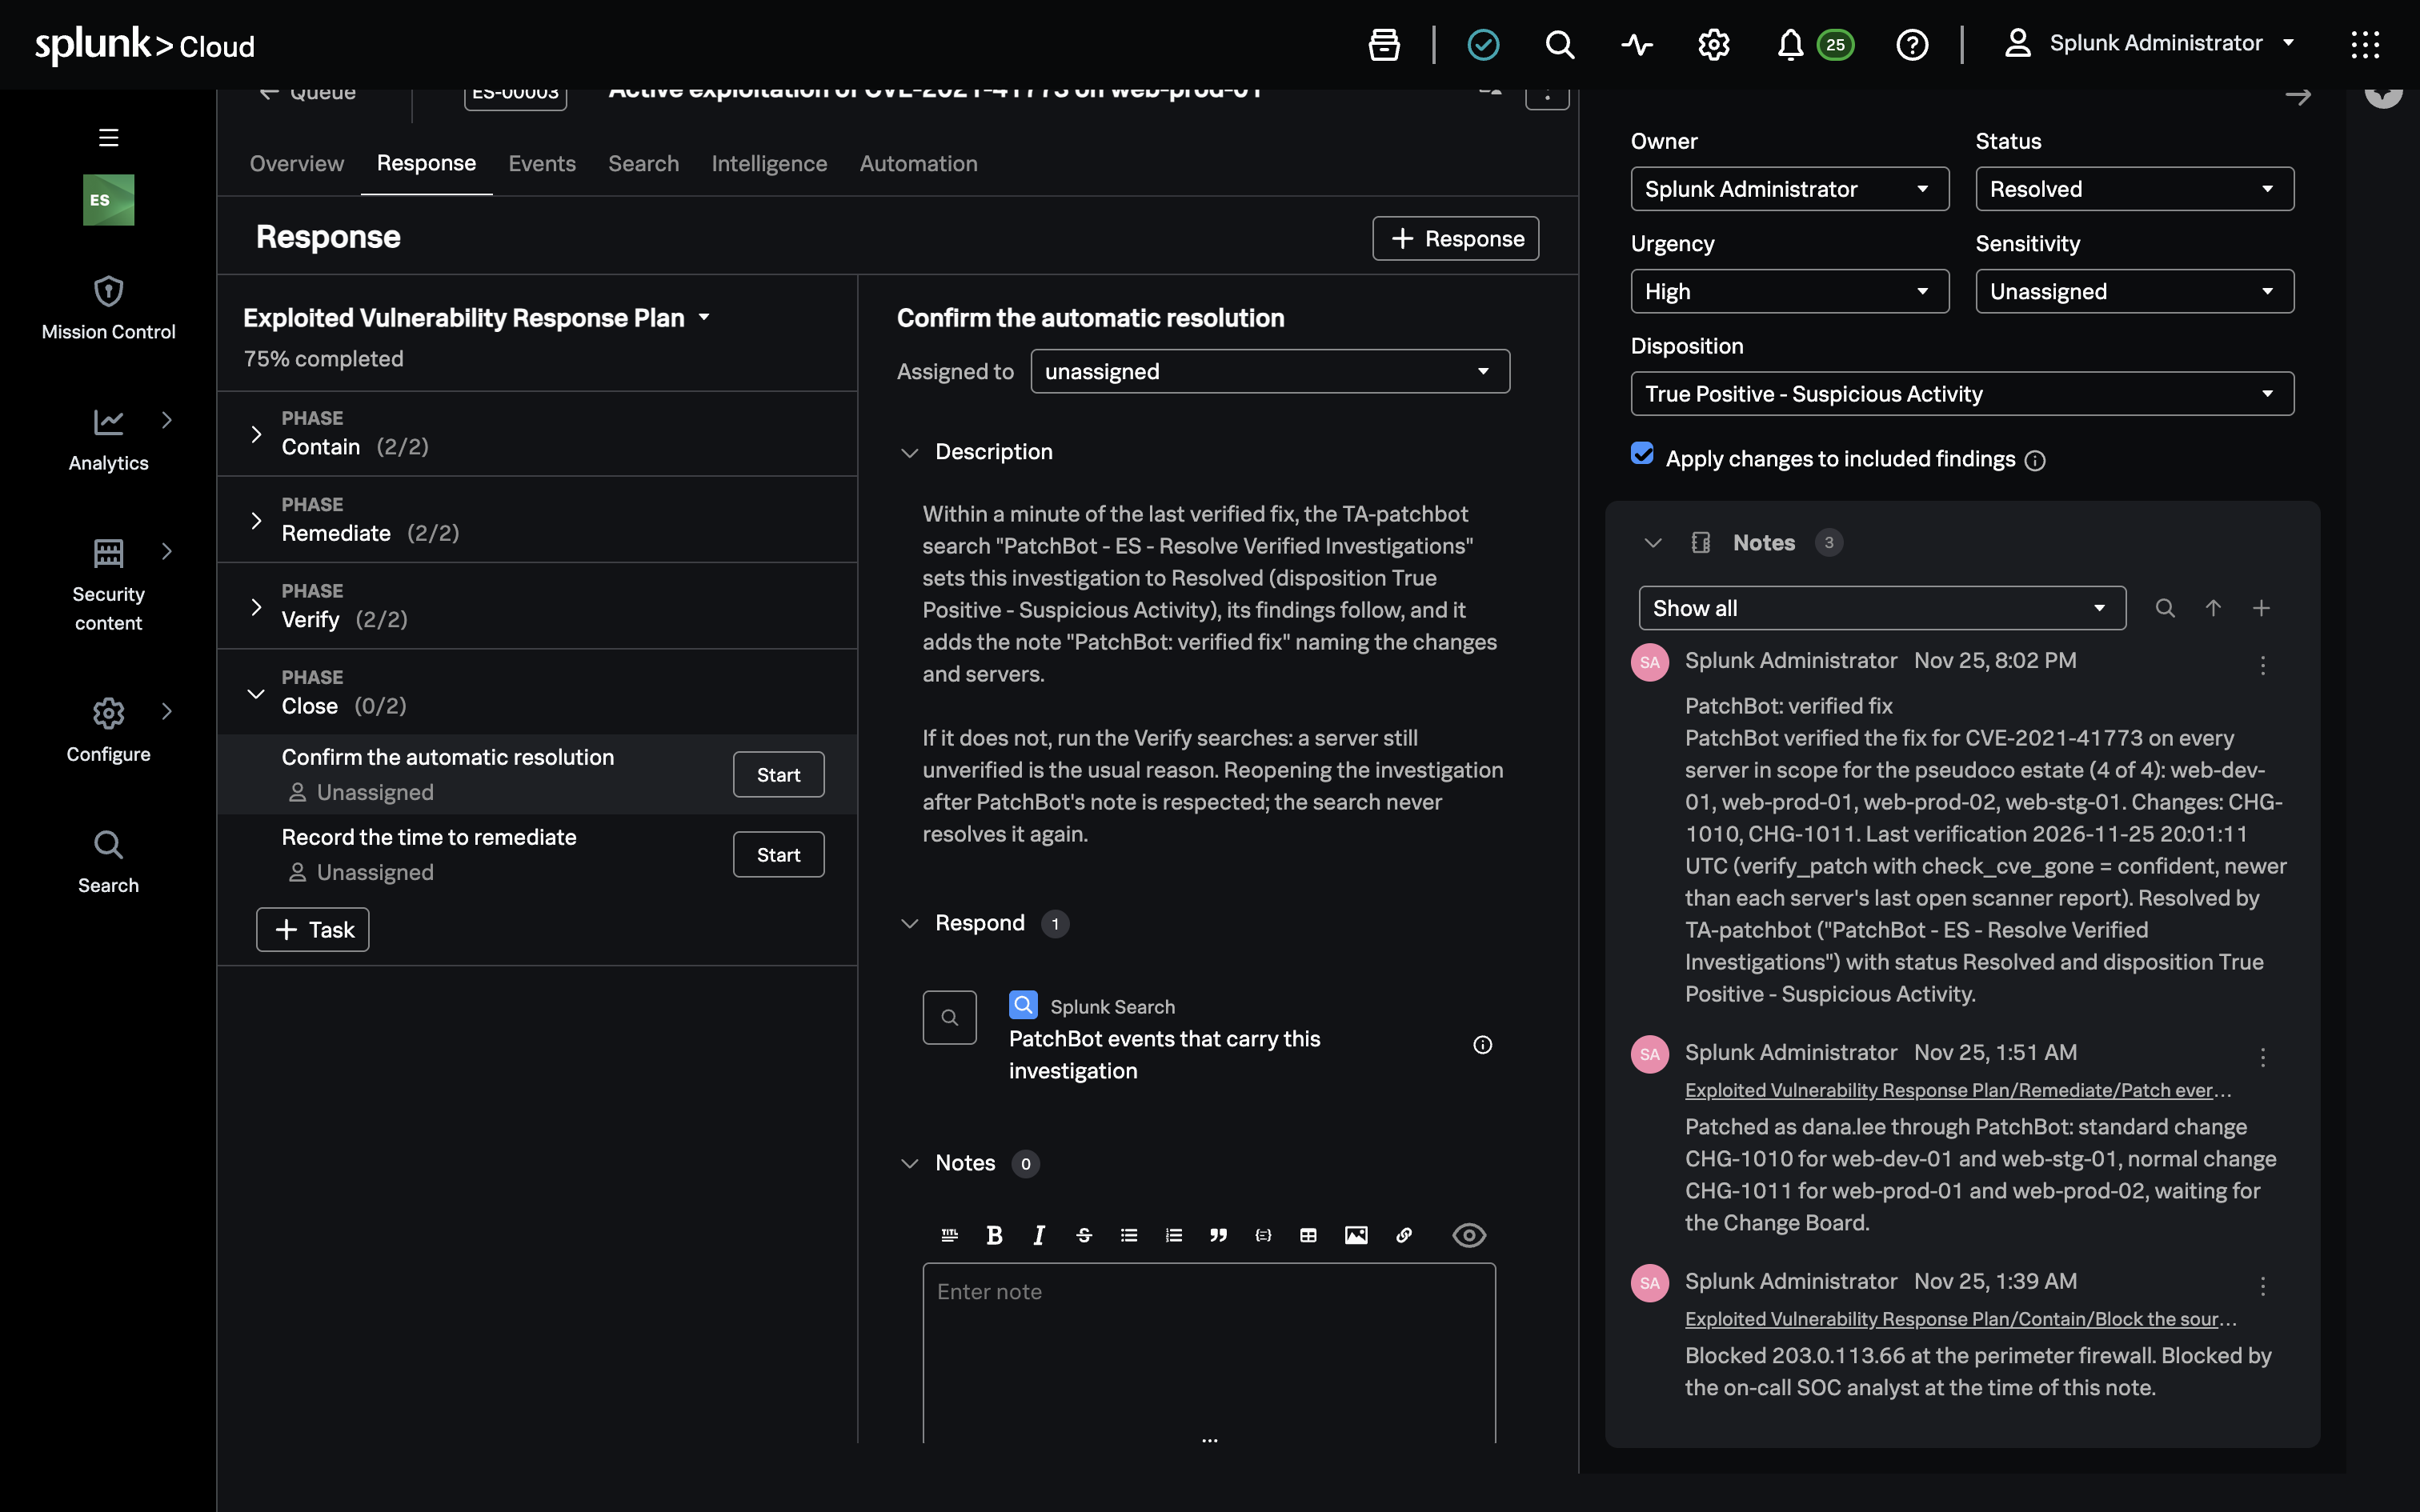 splunk>Cloud
25
Splunk Administrator
Queue
ES-00003
Active exploitation of CVE-2021-41773 on web-prod-01
ES
Mission Control
Analytics
Security
content
Configure
Search
Overview
Response
Events
Search
Intelligence
Automation
Response
+ Response
Exploited Vulnerability Response Plan
75% completed
PHASE
Contain (2/2)
PHASE
Remediate (2/2)
PHASE
Verify (2/2)
PHASE
Close (0/2)
Confirm the automatic resolution
Unassigned
Start
Record the time to remediate
Unassigned
Start
+ Task
Confirm the automatic resolution
Assigned to
unassigned
Description
Within a minute of the last verified fix, the TA-patchbot
search "PatchBot - ES - Resolve Verified Investigations"
sets this investigation to Resolved (disposition True
Positive - Suspicious Activity), its findings follow, and it
adds the note "PatchBot: verified fix" naming the changes
and servers.
If it does not, run the Verify searches: a server still
unverified is the usual reason. Reopening the investigation
after PatchBot's note is respected; the search never
resolves it again.
Respond 1
Splunk Search
PatchBot events that carry this
investigation
Notes 0
TITL
B
I
S
Enter note
...
Owner
Splunk Administrator
Status
Resolved
Urgency
High
Sensitivity
Unassigned
Disposition
True Positive - Suspicious Activity
Apply changes to included findings
Notes 3
Show all
SA
Splunk Administrator Nov 25, 8:02 PM
PatchBot: verified fix
PatchBot verified the fix for CVE-2021-41773 on every
server in scope for the pseudoco estate (4 of 4): web-dev-
01, web-prod-01, web-prod-02, web-stg-01. Changes: CHG-
1010, CHG-1011. Last verification 2026-11-25 20:01:11
UTC (verify_patch with check_cve_gone = confident, newer
than each server's last open scanner report). Resolved by
TA-patchbot ("PatchBot - ES - Resolve Verified
Investigations") with status Resolved and disposition True
Positive - Suspicious Activity.
SA
Splunk Administrator Nov 25, 1:51 AM
Exploited Vulnerability Response Plan/Remediate/Patch ever...
Patched as dana.lee through PatchBot: standard change
CHG-1010 for web-dev-01 and web-stg-01, normal change
CHG-1011 for web-prod-01 and web-prod-02, waiting for
the Change Board.
SA
Splunk Administrator Nov 25, 1:39 AM
Exploited Vulnerability Response Plan/Contain/Block the sour...
Blocked 203.0.113.66 at the perimeter firewall. Blocked by
the on-call SOC analyst at the time of this note.